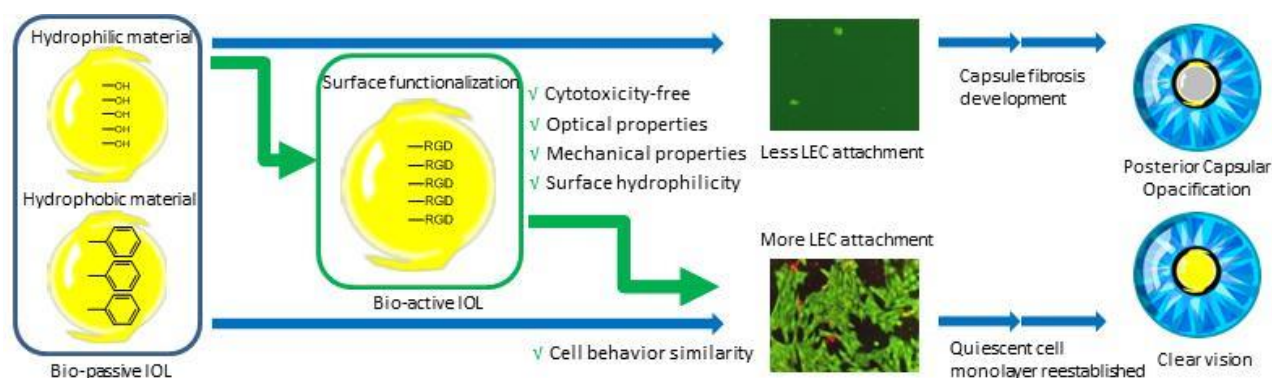 Hydrophilic material
—OH
—OH
—OH
—OH
—OH
Hydrophobic material
Bio-passive IOL
Surface functionalization
—RGD
—RGD
—RGD
—RGD
—RGD
Bio-active IOL
√ Cytotoxicity-free
√ Optical properties
√ Mechanical properties
√ Surface hydrophilicity
√ Cell behavior similarity
Less LEC attachment
More LEC attachment
Capsule fibrosis
development
Quiescent cell
monolayer reestablished
Posterior Capsular
Opacification
Clear vision